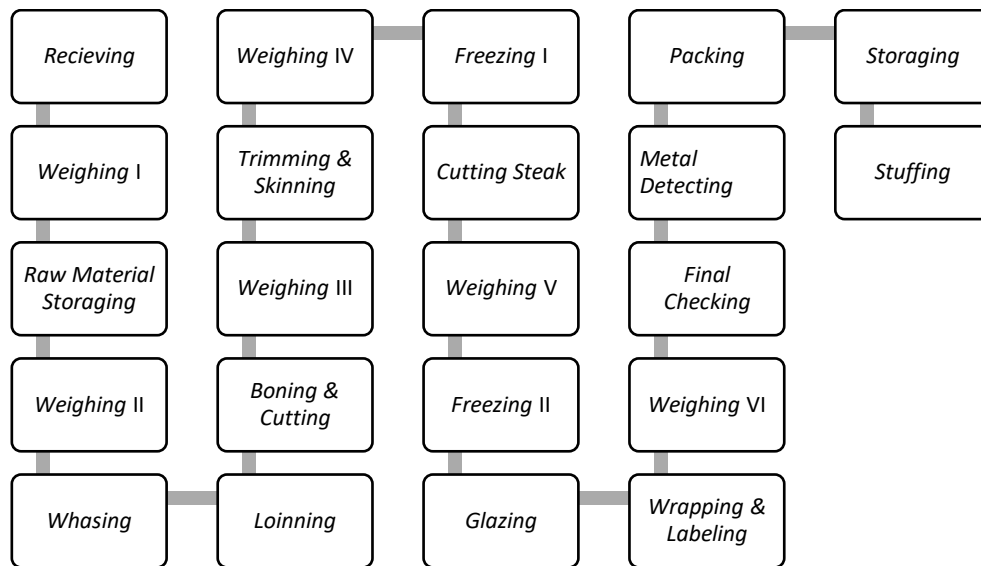 Recieving
Weighing I
Raw Material
Storaging
Weighing II
Whasing
Loinning
Boning &
Cutting
Weighing III
Trimming &
Skinning
Weighing IV
Freezing I
Cutting Steak
Weighing V
Freezing II
Glazing
Wrapping &
Labeling
Weighing VI
Final
Checking
Metal
Detecting
Packing
Storaging
Stuffing